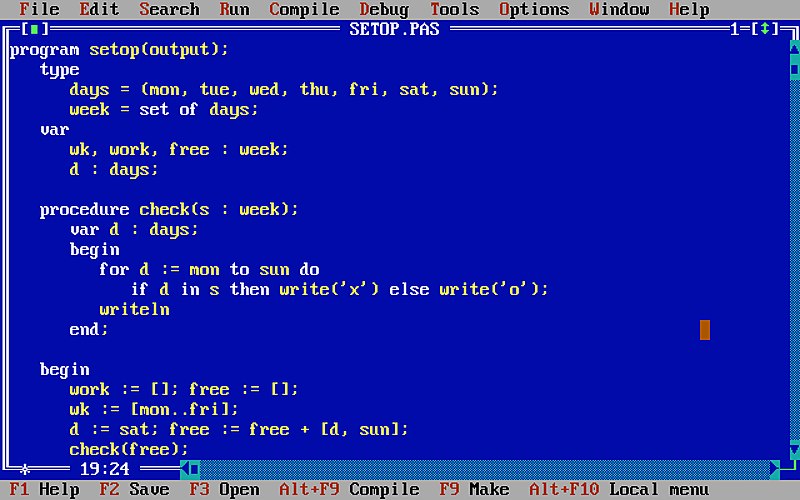 File Edit Search Run Compile Debug Tools Options Window Help
[■] SETOP.PAS 1=[↕]
program setop(output);
type
days = (mon, tue, wed, thu, fri, sat, sun);
week = set of days;
var
wk, work, free : week;
d : days;
procedure check(s : week);
var d : days;
begin
for d := mon to sun do
if d in s then write('x') else write('o');
writeln
end;
begin
work := []; free := [];
wk := [mon..fri];
d := sat; free := free + [d, sun];
check(free);
* 19:24
F1 Help F2 Save F3 Open Alt+F9 Compile F9 Make Alt+F10 Local menu